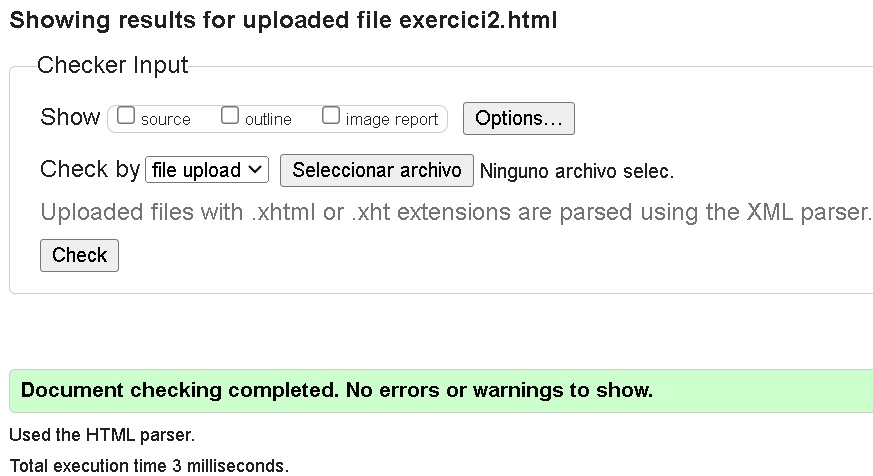 Showing results for uploaded file exercici2.html
Checker Input
Show source outline image report Options...
Check by file upload Seleccionar archivo Ninguno archivo selec.
Uploaded files with .xhtml or .xht extensions are parsed using the XML parser.
Check
Document checking completed. No errors or warnings to show.
Used the HTML parser.
Total execution time 3 milliseconds.